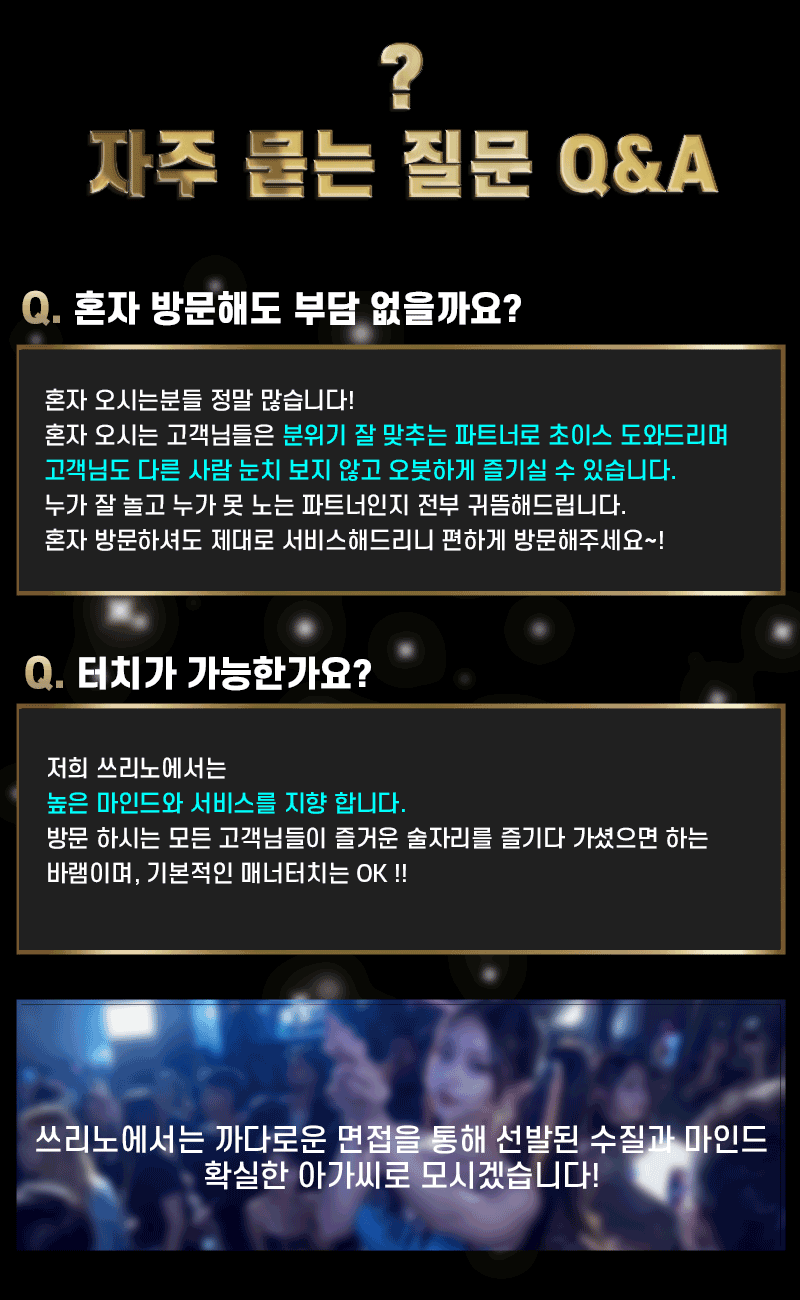 ?
자주 묻는 질문 Q&A
Q. 혼자 방문해도 부담 없을까요?
혼자 오시는분들 정말 많습니다!
혼자 오시는 고객님들은 분위기 잘 맞추는 파트너로 초이스 도와드리며
고객님도 다른 사람 눈치 보지 않고 오붓하게 즐기실 수 있습니다.
누가 잘 놀고 누가 못 노는 파트너인지 전부 귀뜸해드립니다.
혼자 방문하셔도 제대로 서비스해드리니 편하게 방문해주세요~!
Q. 터치가 가능한가요?
저희 쓰리노에서는
높은 마인드와 서비스를 지향 합니다.
방문 하시는 모든 고객님들이 즐거운 술자리를 즐기다 가셨으면 하는
바램이며, 기본적인 매너터치는 OK !!
쓰리노에서는 까다로운 면접을 통해 선발된 수질과 마인드
확실한 아가씨로 모시겠습니다!